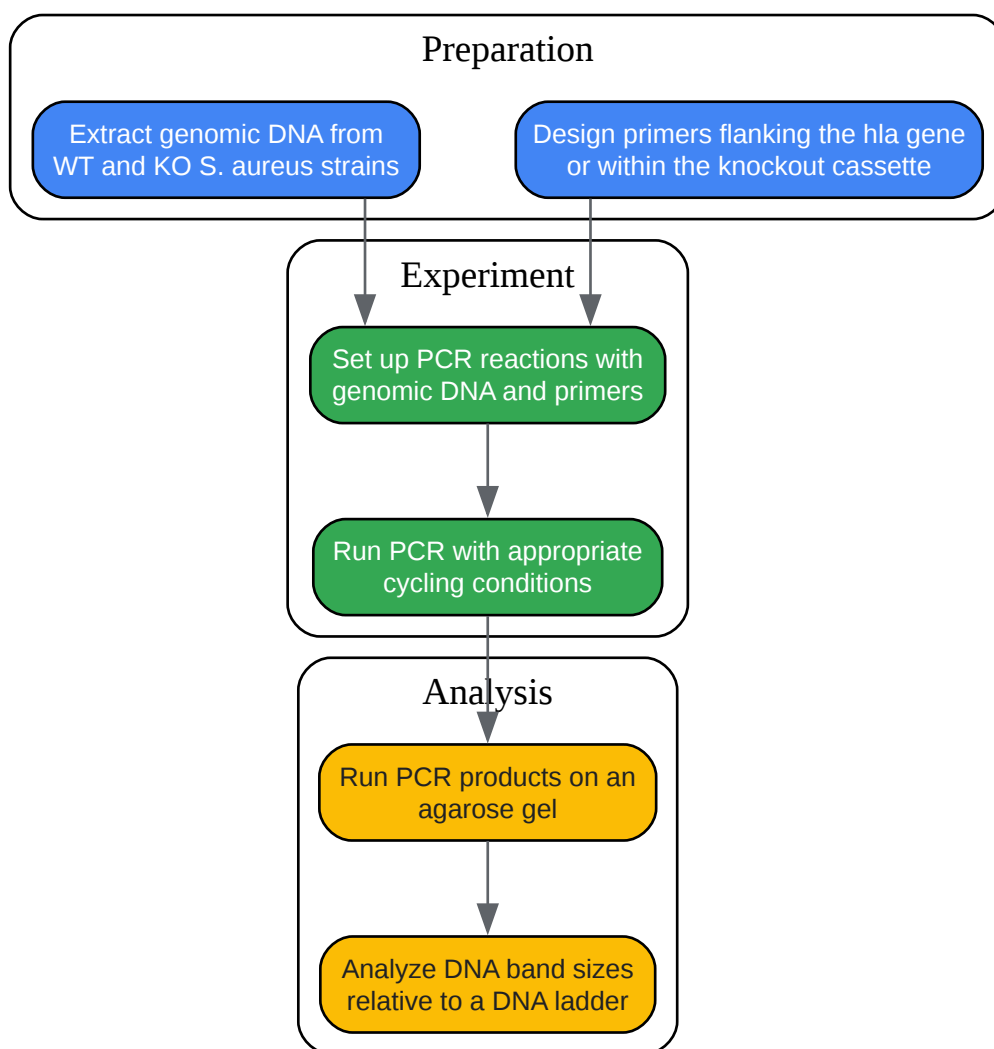 Preparation
Extract genomic DNA from
WT and KO S. aureus strains
Design primers flanking the hla gene
or within the knockout cassette
Experiment
Set up PCR reactions with
genomic DNA and primers
Run PCR with appropriate
cycling conditions
Analysis
Run PCR products on an
agarose gel
Analyze DNA band sizes
relative to a DNA ladder